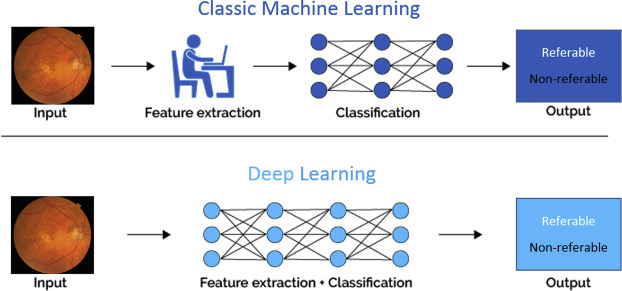 Classic Machine Learning
Input
Feature extraction
Classification
Referable
Non-referable
Output
Deep Learning
Input
Feature extraction + Classification
Referable
Non-referable
Output